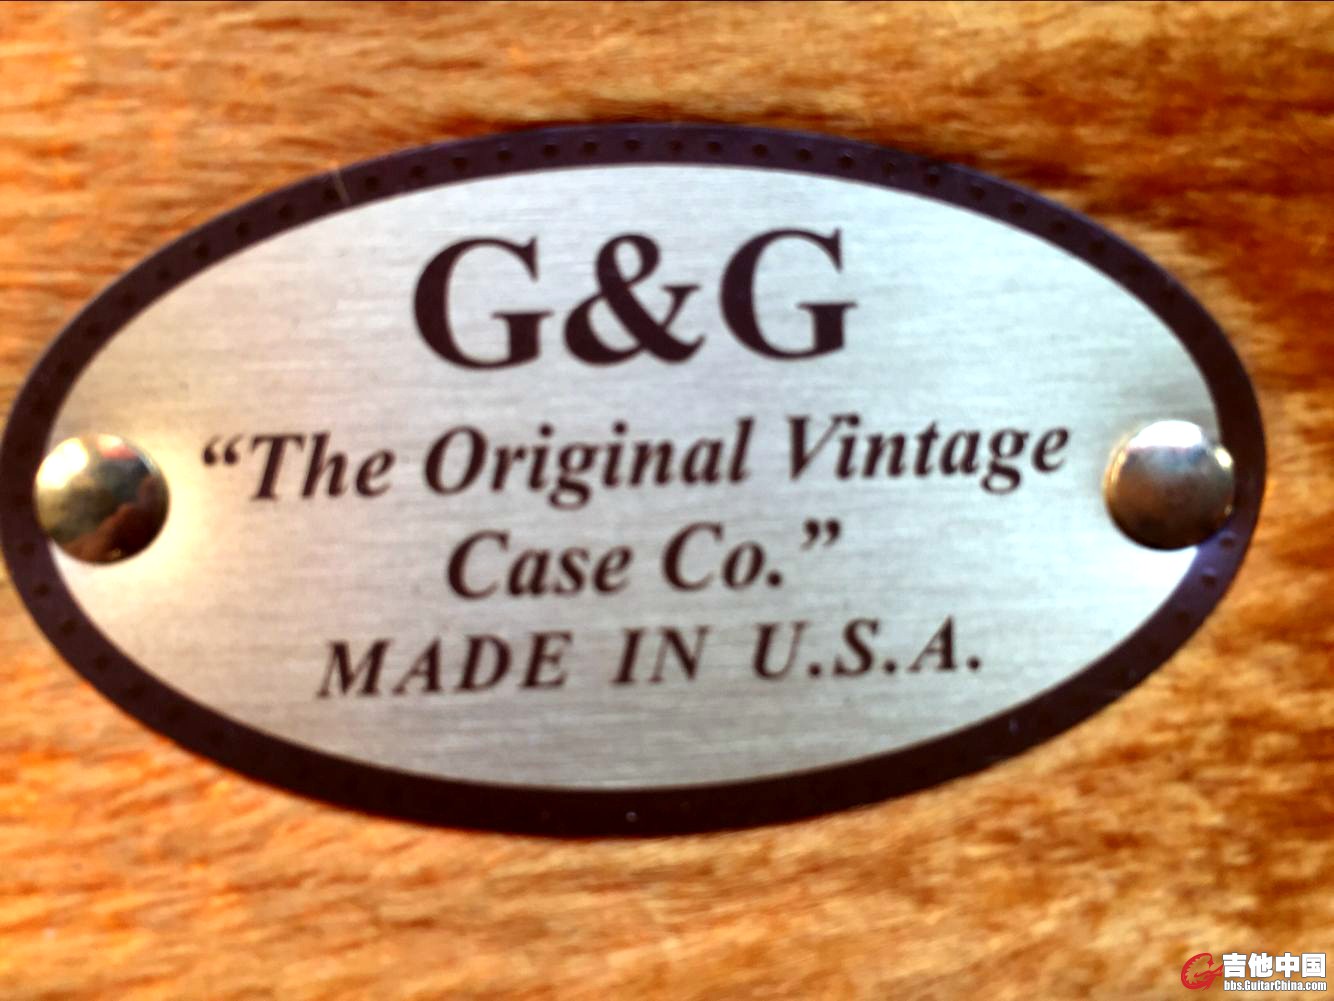 G&G
“The Original Vintage
Case Co.”
MADE IN U.S.A.
吉他中国
bbs.GuitarChina.com